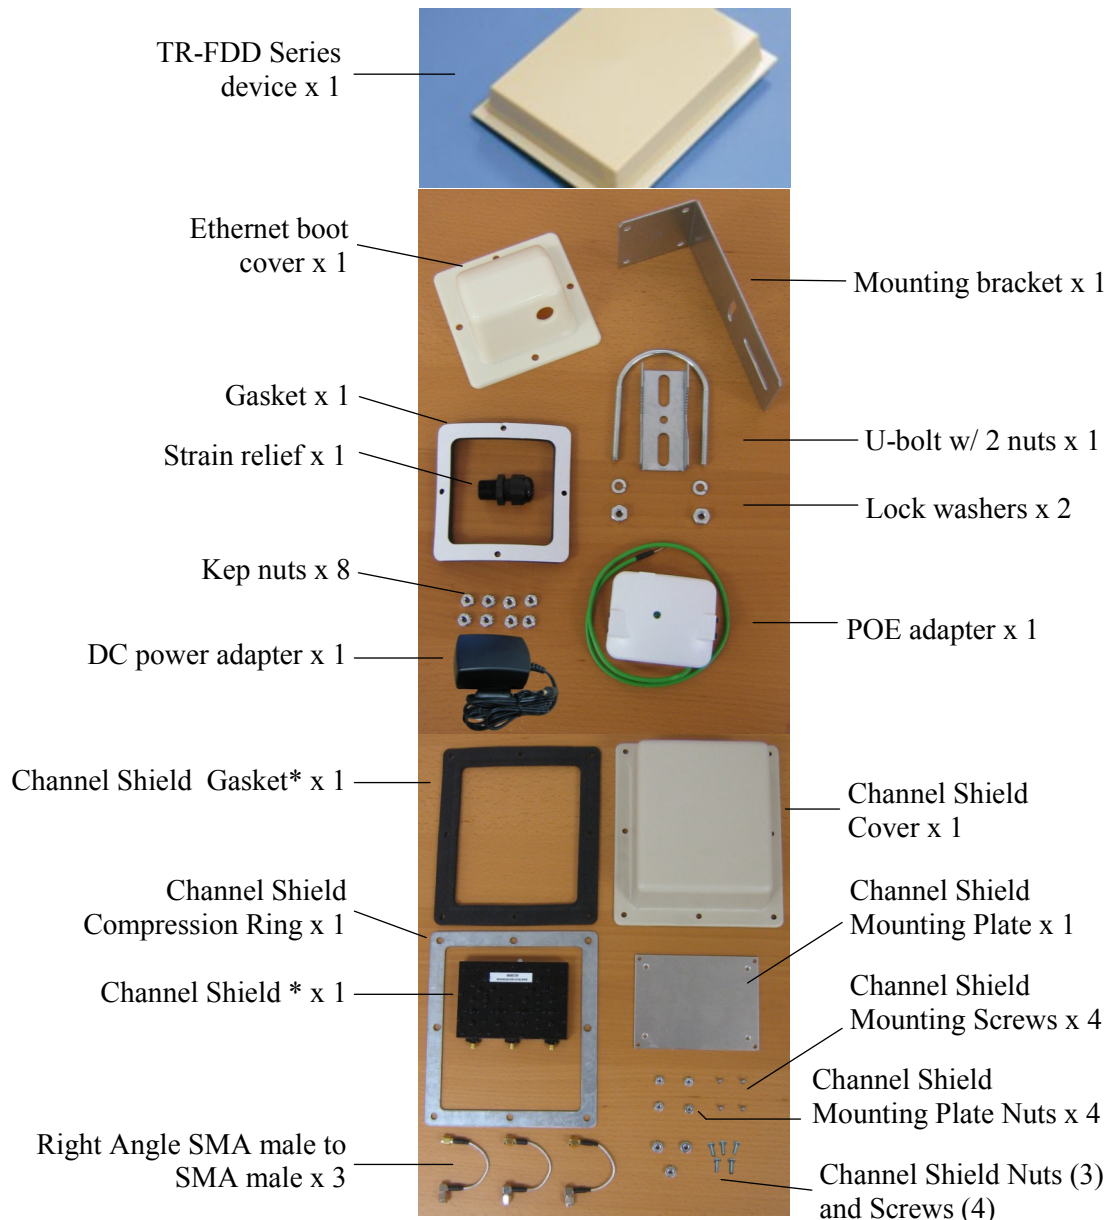 TR-FDD Series
device x 1
Ethernet boot
cover x 1
Mounting bracket x 1
Gasket x 1
Strain relief x 1
U-bolt w/ 2 nuts x 1
Lock washers x 2
Kep nuts x 8
POE adapter x 1
DC power adapter x 1
Channel Shield  Gasket* x 1
Channel Shield
Cover x 1
Channel Shield
Compression Ring x 1
Channel Shield
Mounting Plate x 1
Channel Shield * x 1
Channel Shield
Mounting Screws x 4
Channel Shield
Mounting Plate Nuts x 4
Right Angle SMA male to
SMA male x 3
Channel Shield Nuts (3)
and Screws (4)